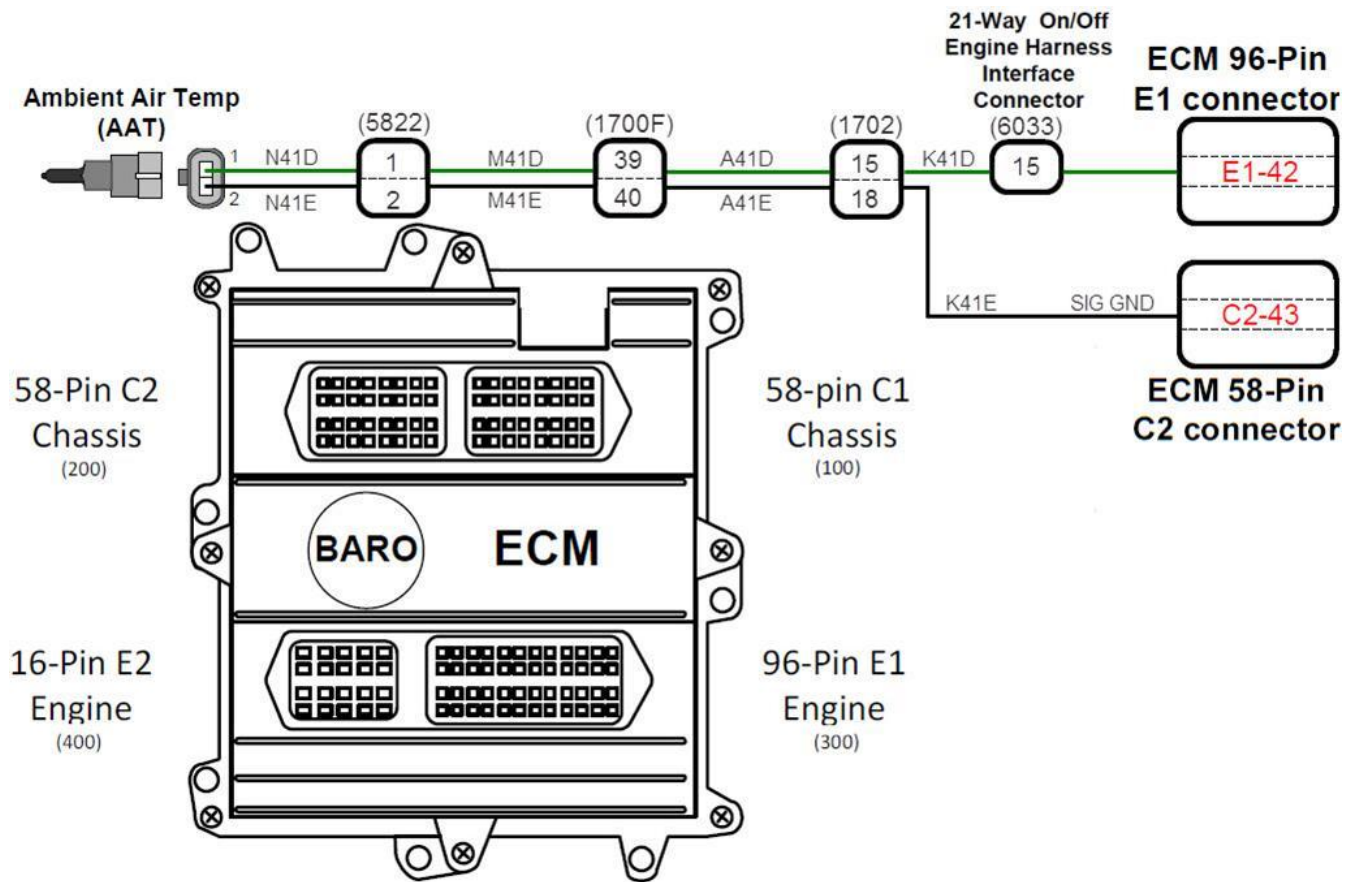 21-Way On/Off
Engine Harness
Interface
Connector
(6033)
ECM 96-Pin
E1 connector
Ambient Air Temp
(AAT)
(5822)
(1700F)
(1702)
1 N41D 1 M41D 39 A41D 15 K41D 15 E1-42
2 N41E 2 M41E 40 A41E 18
K41E SIG GND C2-43
ECM 58-Pin
C2 connector
58-Pin C2
Chassis
(200)
58-pin C1
Chassis
(100)
BARO ECM
16-Pin E2
Engine
(400)
96-Pin E1
Engine
(300)